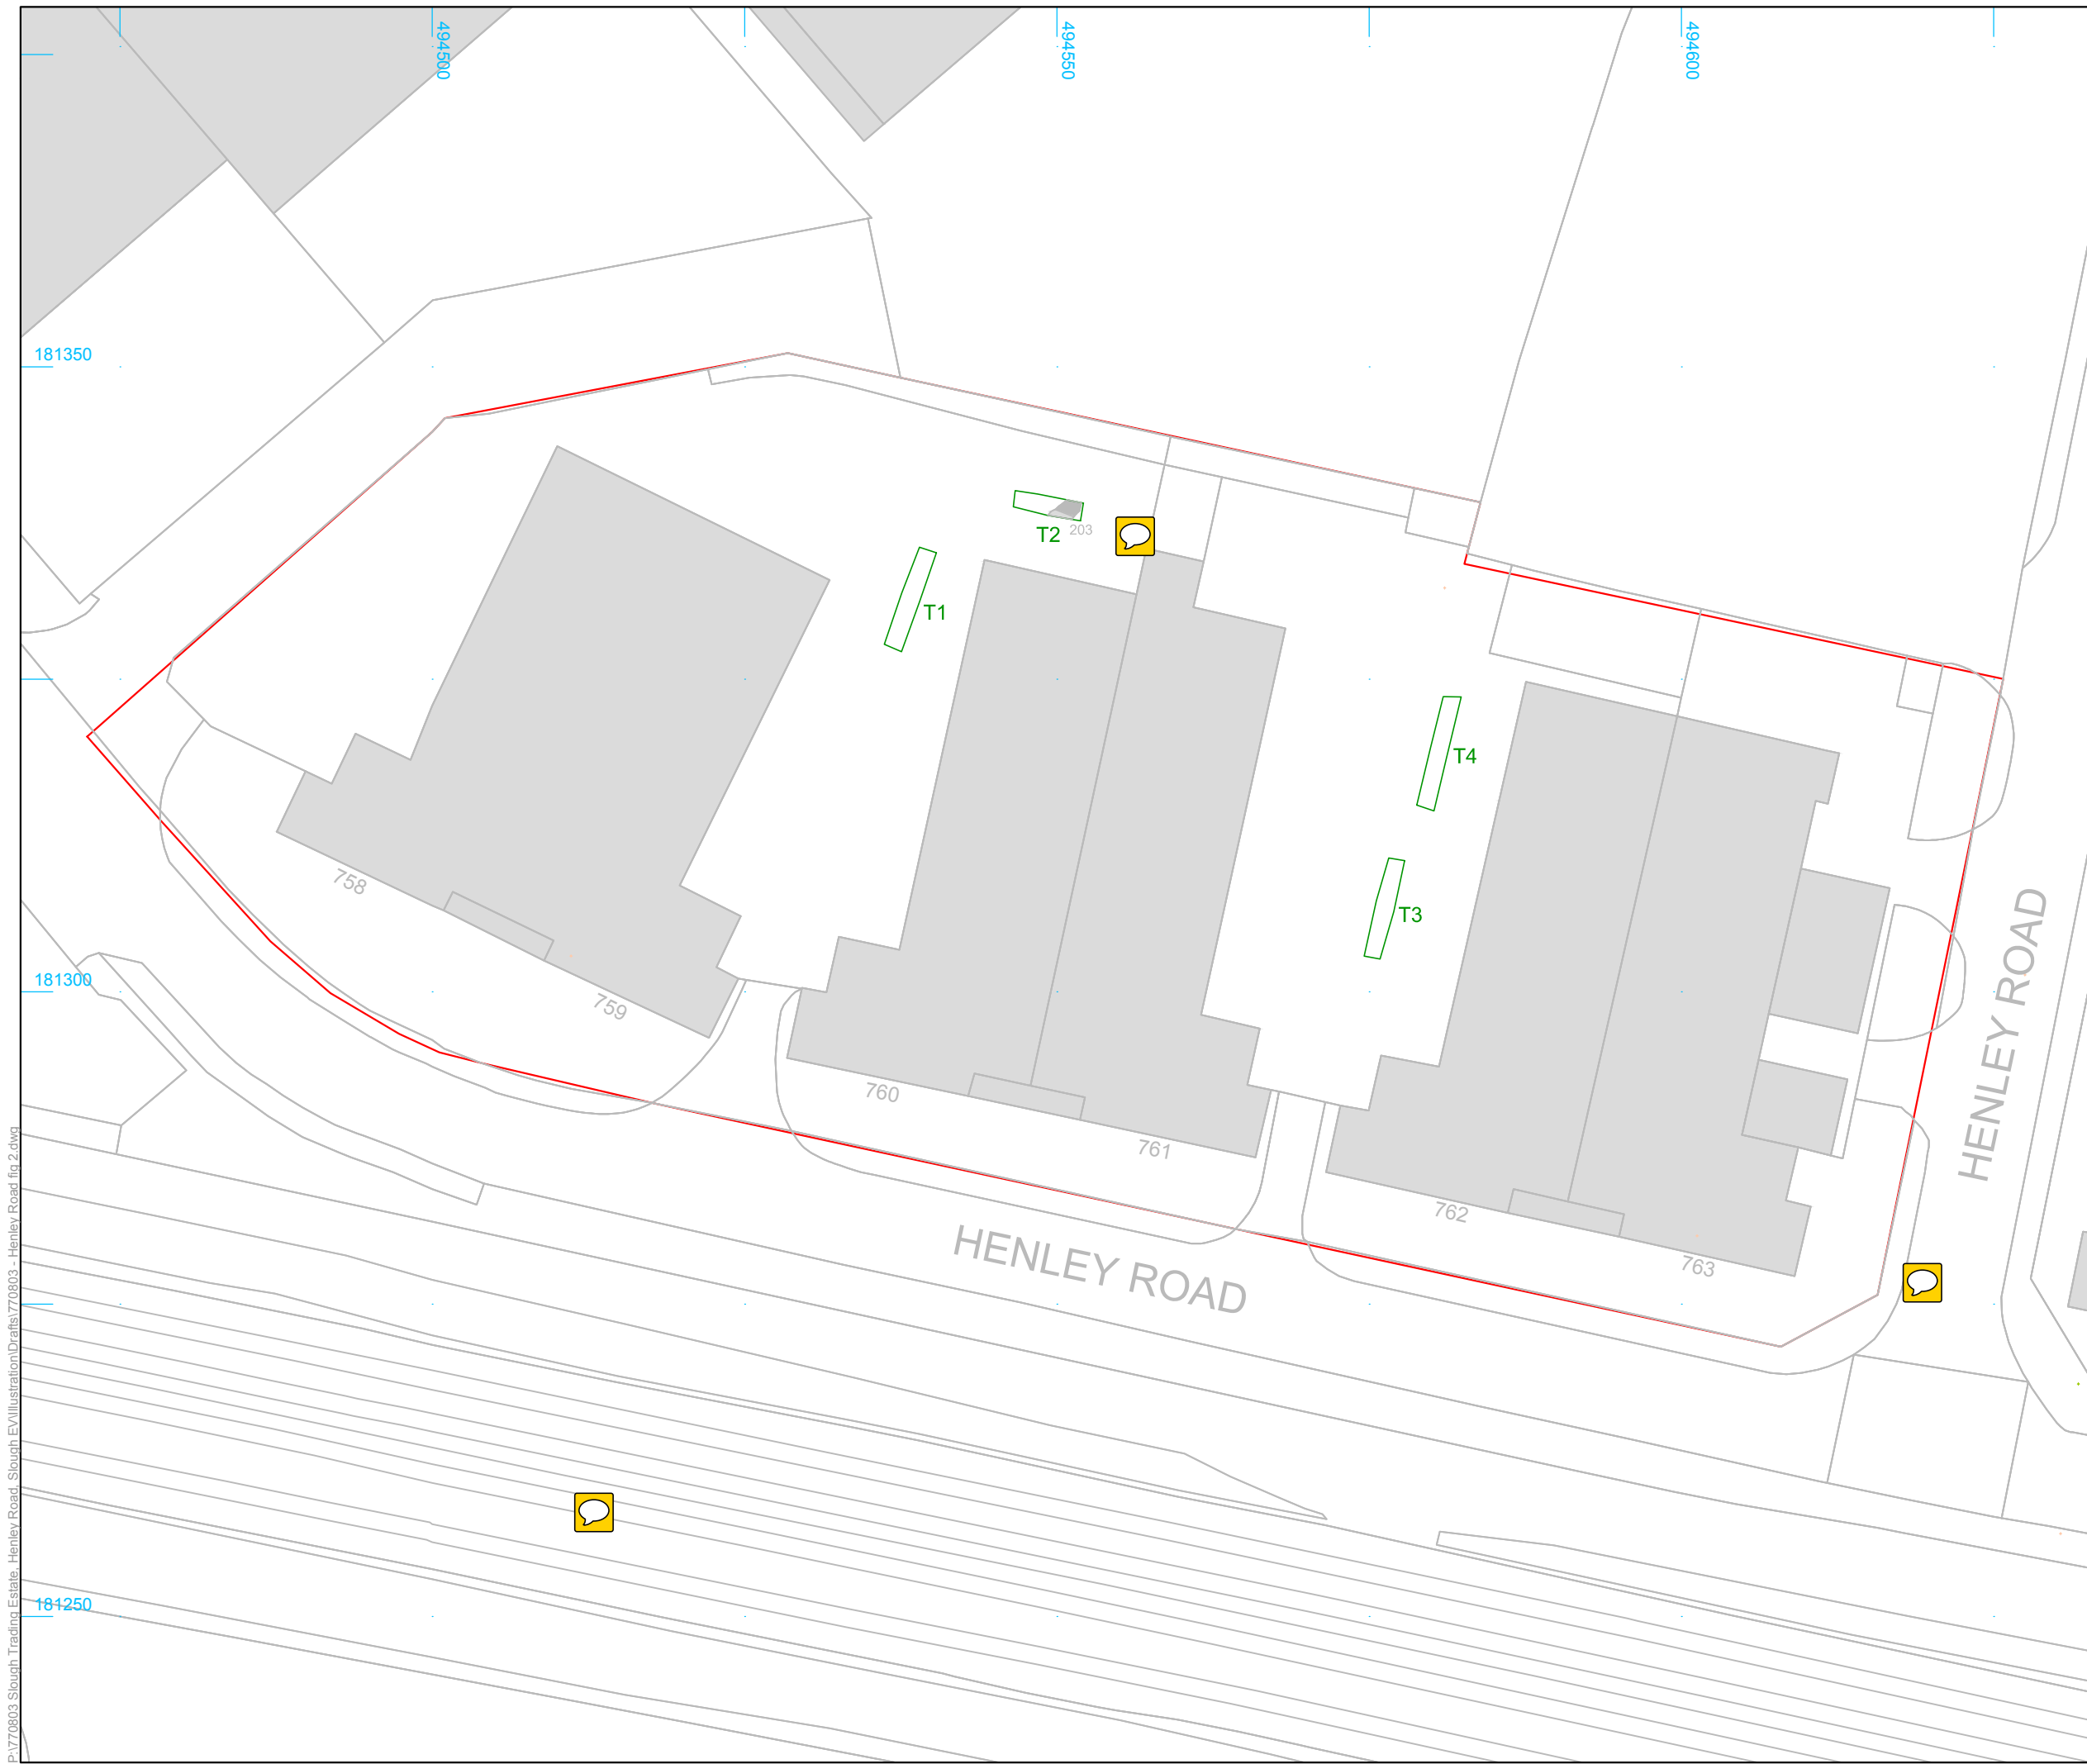 494500
494550
494600
181350
T2
203
T1
T4
758
T3
HENLEY ROAD
181300
759
760
761
762
HENLEY ROAD
763
181250
P:\770803 Slough Trading Estate, Henley Road, Slough EV\Illustration\Drafts\770803 - Henley Road fig 2.dwg